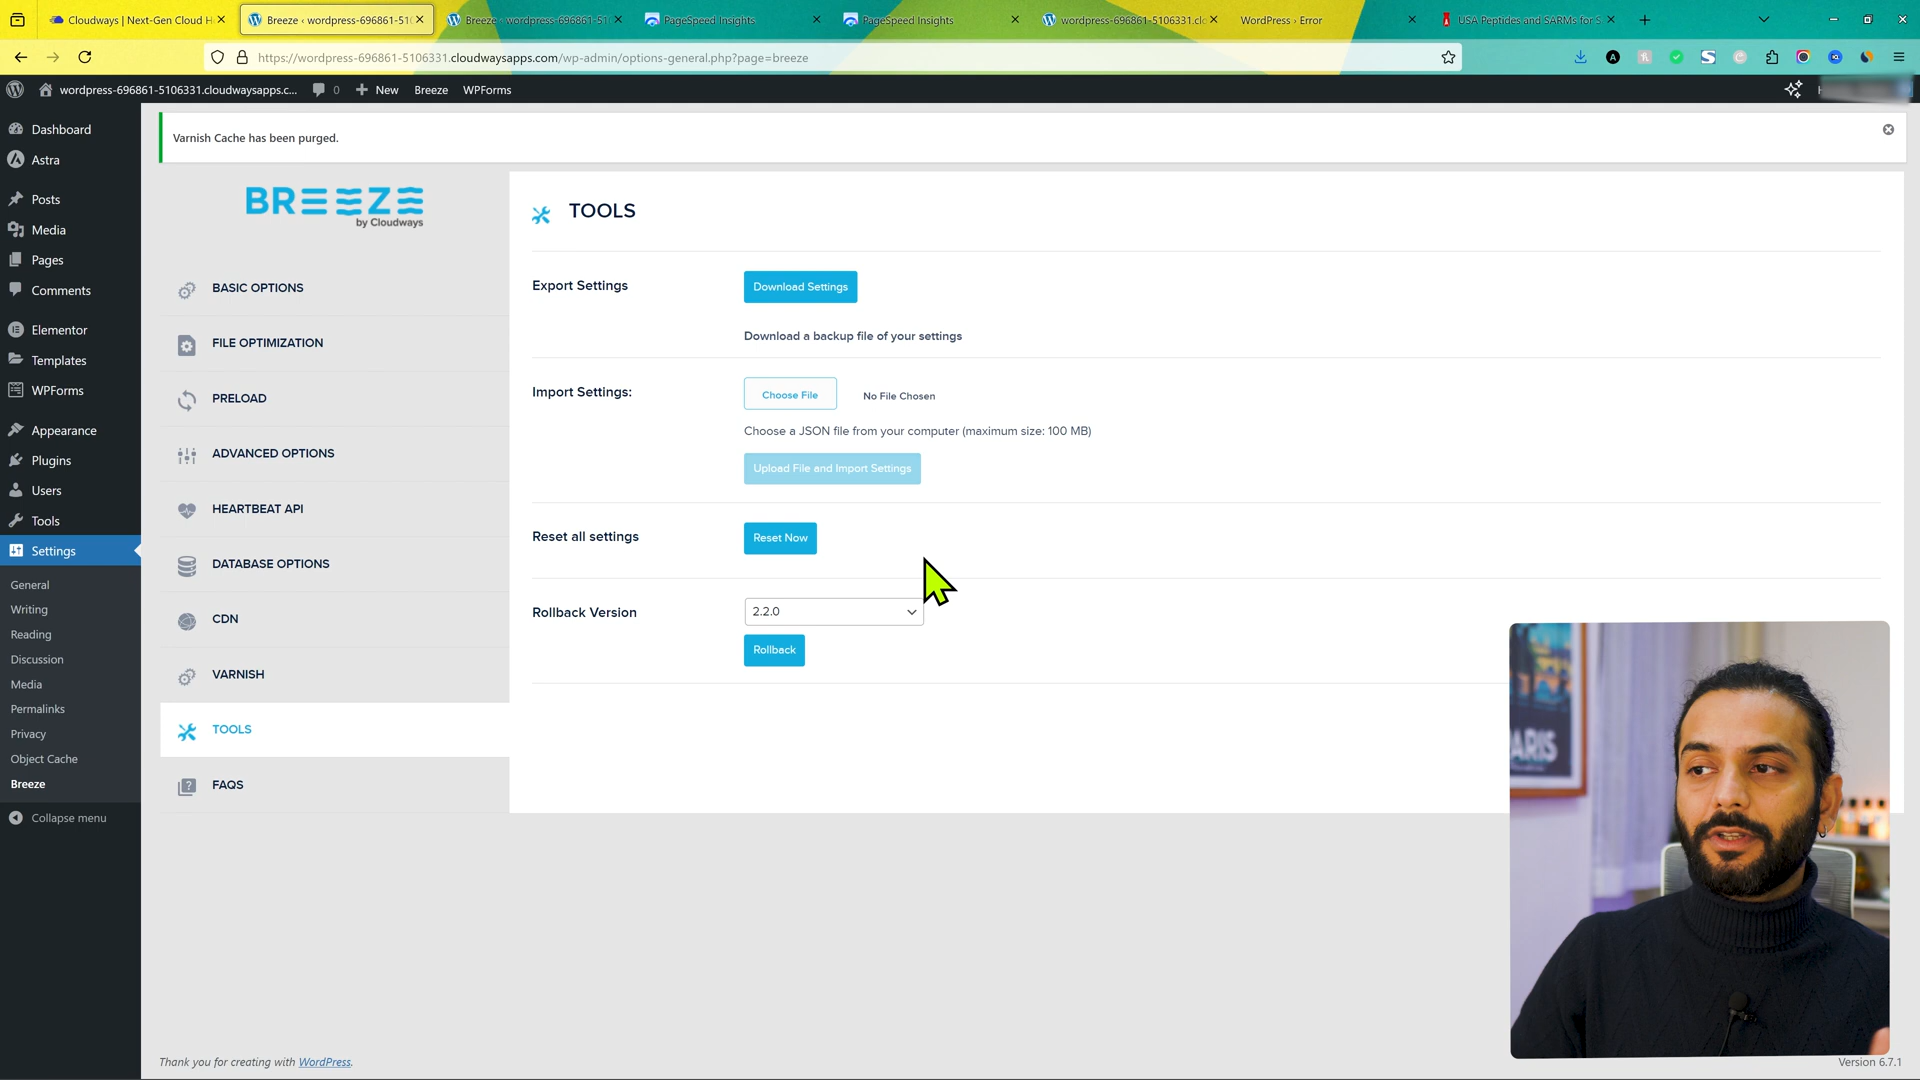 Cloudways | Next-Gen Cloud H
Breeze ‹ wordpress-696861-510
Breeze ‹ wordpress-696861-51
PageSpeed Insights
PageSpeed Insights
wordpress-696861-5106331.clo
WordPress › Error
USA Peptides and SARMs for S
https://wordpress-696861-5106331.cloudwaysapps.com/wp-admin/options-general.php?page=breeze
wordpress-696861-5106331.cloudwaysapps.c...
0
New
Breeze
WPForms
Dashboard
Astra
Posts
Media
Pages
Comments
Elementor
Templates
WPForms
Appearance
Plugins
Users
Tools
Settings
General
Writing
Reading
Discussion
Media
Permalinks
Privacy
Object Cache
Breeze
Collapse menu
Varnish Cache has been purged.
BREEZE
by Cloudways
BASIC OPTIONS
FILE OPTIMIZATION
PRELOAD
ADVANCED OPTIONS
HEARTBEAT API
DATABASE OPTIONS
CDN
VARNISH
TOOLS
FAQS
TOOLS
Export Settings
Download Settings
Download a backup file of your settings
Import Settings:
Choose File
No File Chosen
Choose a JSON file from your computer (maximum size: 100 MB)
Upload File and Import Settings
Reset all settings
Reset Now
Rollback Version
2.2.0
Rollback
PARIS
Thank you for creating with WordPress.
Version 6.7.1